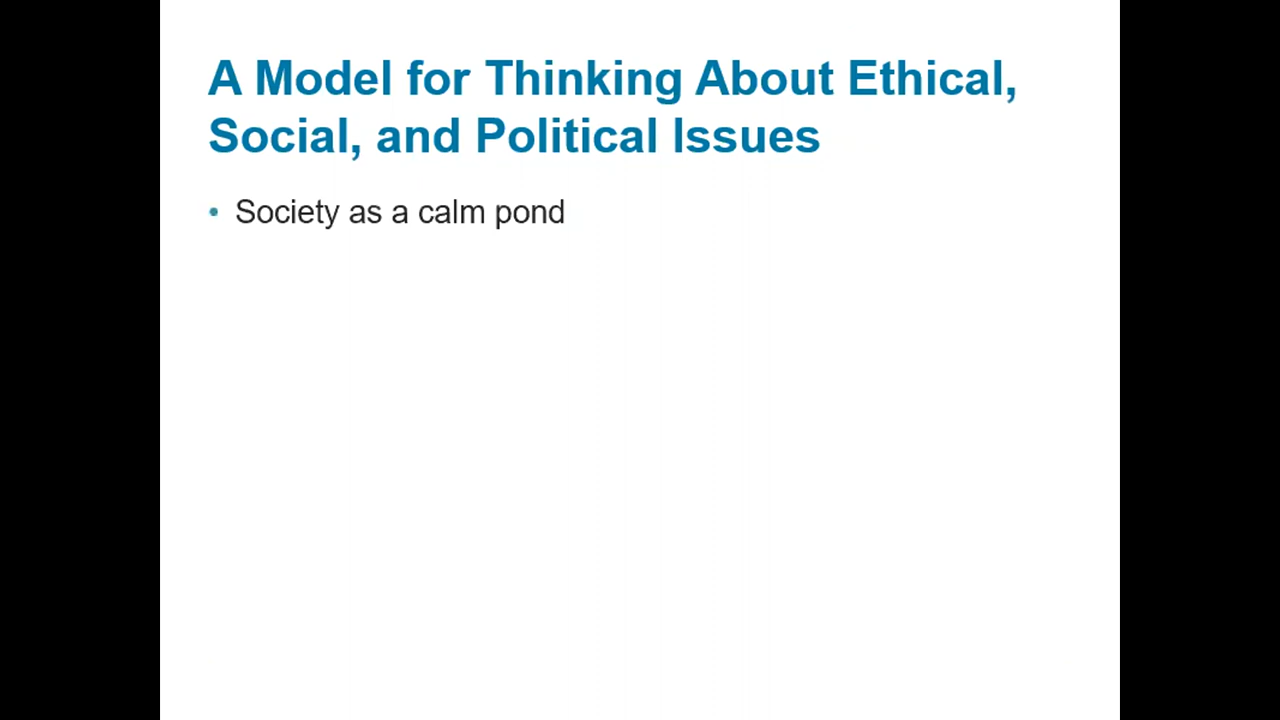 A Model for Thinking About Ethical,
Social, and Political Issues
• Society as a calm pond